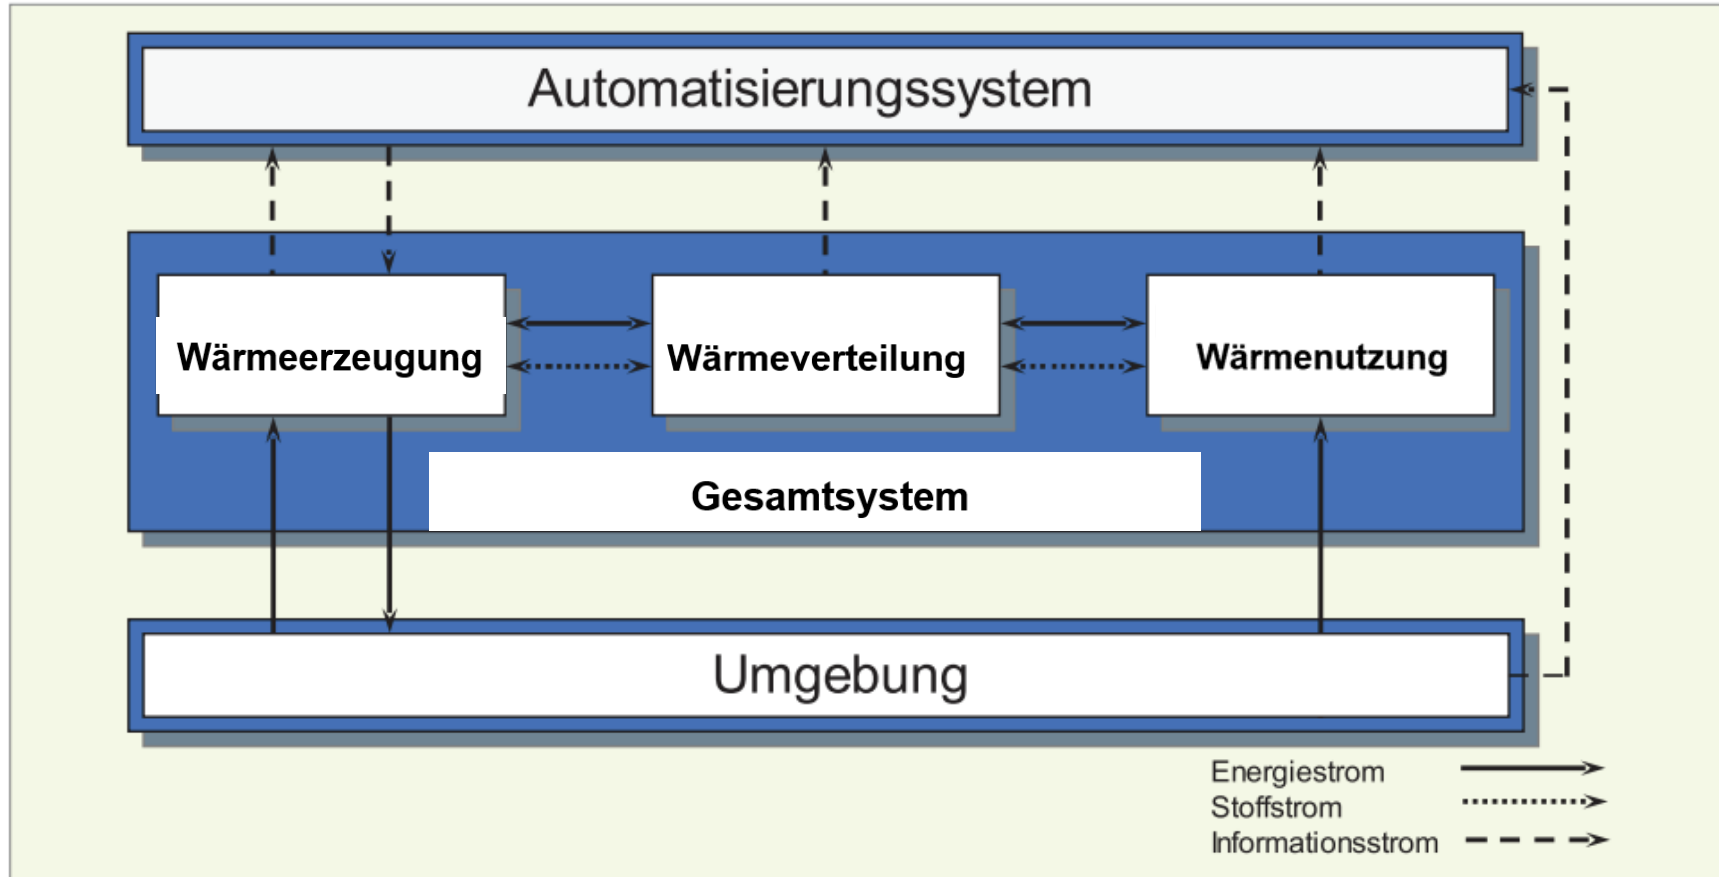 Automatisierungssystem
Wärmeerzeugung
Wärmeverteilung
Wärmenutzung
Gesamtsystem
Umgebung
Energiestrom
Stoffstrom
Informationsstrom